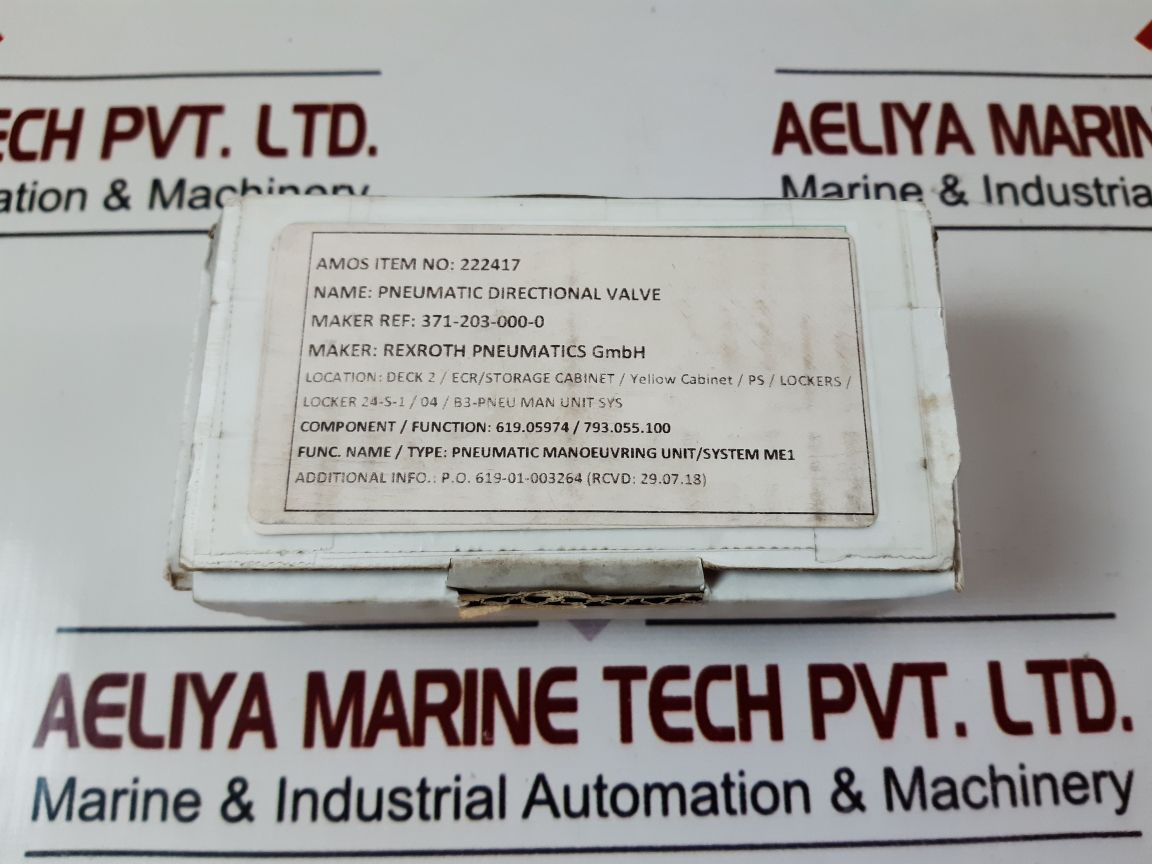 ECH PVT. LTD.
ation & Machinery
AELIYA MARIN
Marine & Industria
AMOS ITEM NO: 222417
NAME: PNEUMATIC DIRECTIONAL VALVE
MAKER REF: 371-203-000-0
MAKER: REXROTH PNEUMATICS GmbH
LOCATION: DECK 2 / ECR/STORAGE CABINET / Yellow Cabinet / PS / LOCKERS /
LOCKER 24-S-1 / 04 / B3-PNEU MAN UNIT SYS
COMPONENT / FUNCTION: 619.05974 / 793.055.100
FUNC. NAME / TYPE: PNEUMATIC MANOEUVRING UNIT/SYSTEM ME1
ADDITIONAL INFO.: P.O. 619-01-003264 (RCVD: 29.07.18)
AELIYA MARINE TECH PVT. LTD.
Marine & Industrial Automation & Machinery